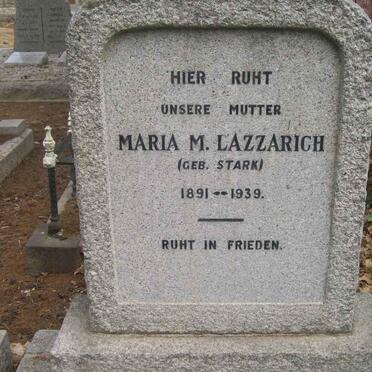 HIER RUHT
UNSERE MUTTER
MARIA M. LAZZARICH
(GEB. STARK)
1891 – 1939.
RUHT IN FRIEDEN.